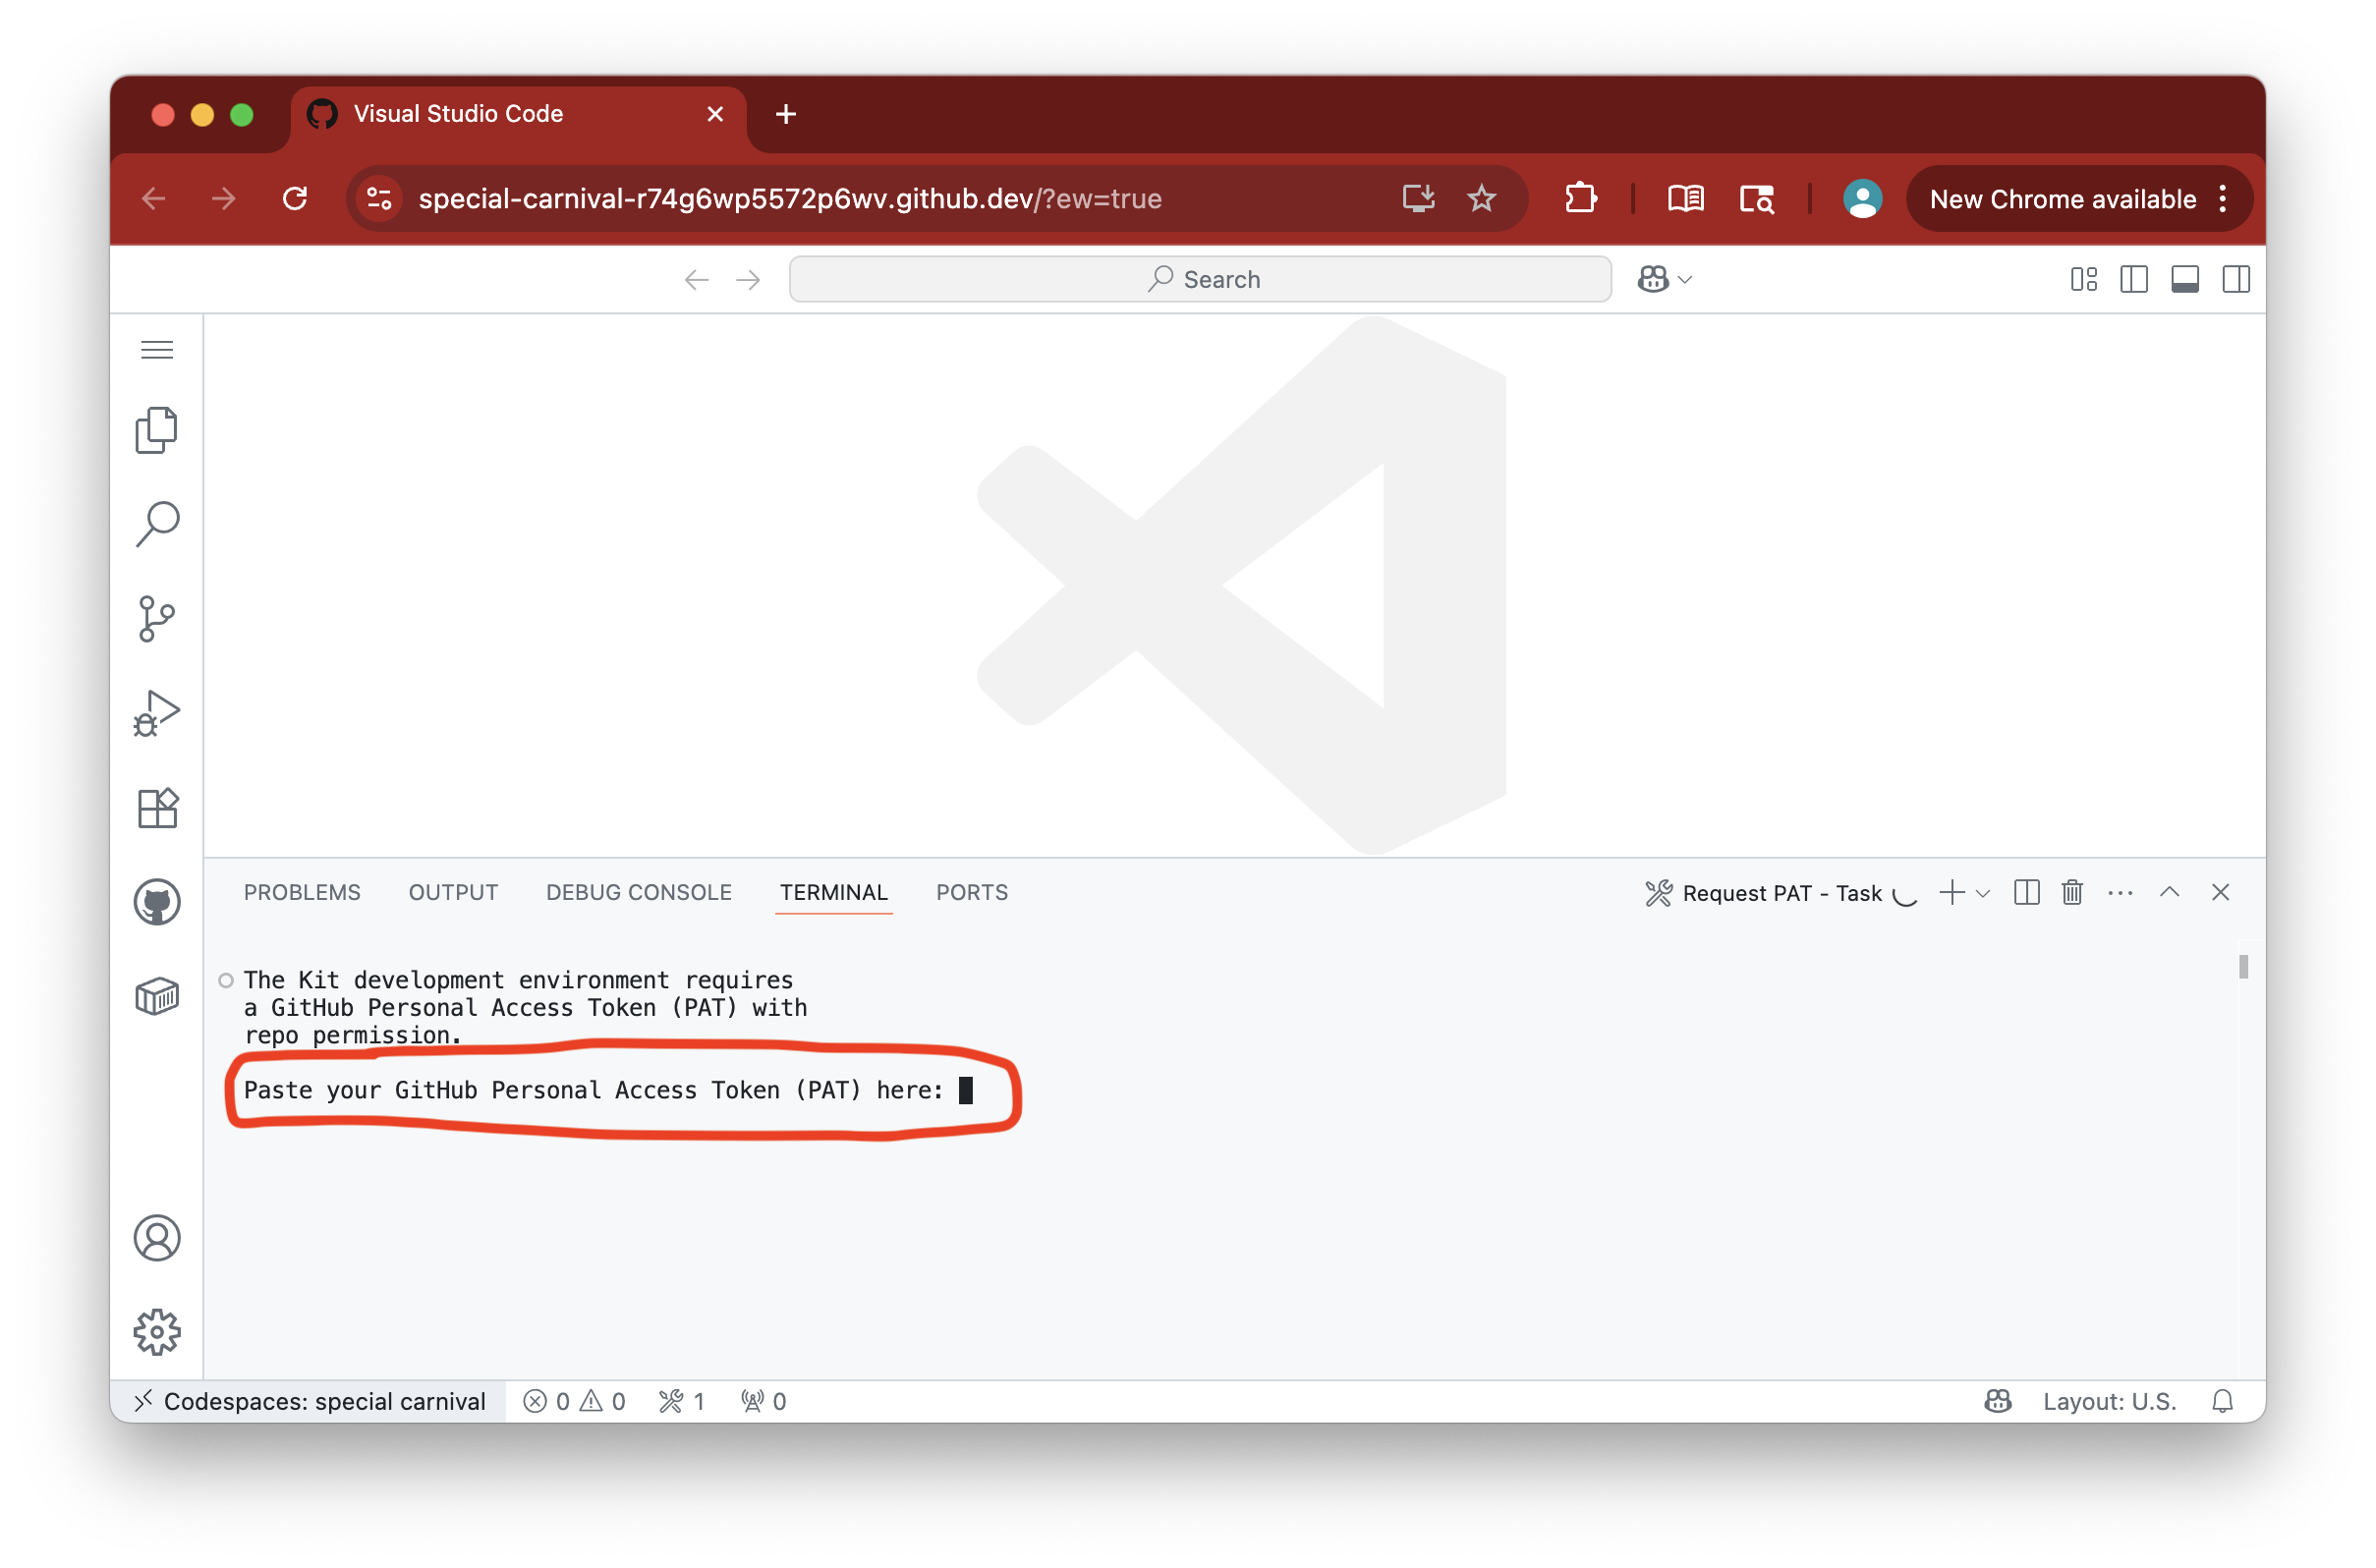 Visual Studio Code
special-carnival-r74g6wp5572p6wv.github.dev/?ew=true
New Chrome available
Search
PROBLEMS OUTPUT DEBUG CONSOLE TERMINAL PORTS
Request PAT - Task
The Kit development environment requires
a GitHub Personal Access Token (PAT) with
repo permission.
Paste your GitHub Personal Access Token (PAT) here:
Codespaces: special carnival 0 0 1 0 Layout: U.S.